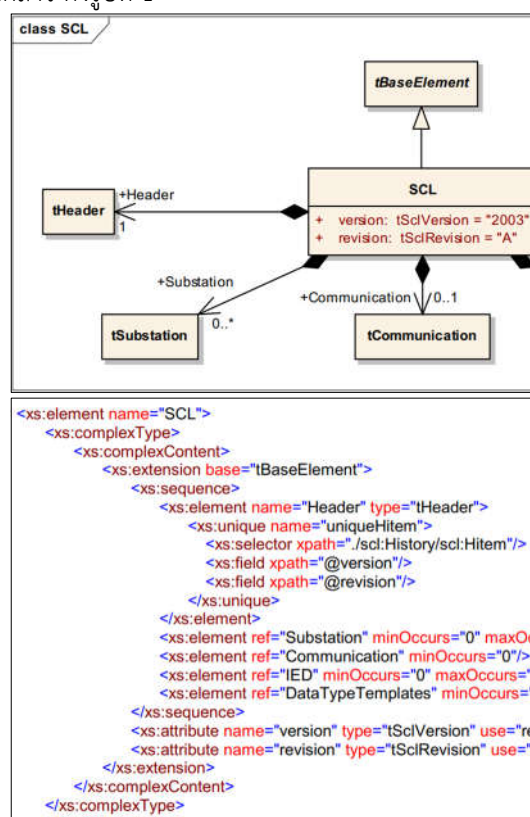 class SCL
tBaseElement
SCL
+ version: tSclVersion = "2003"
+ revision: tSclRevision = "A"
+Header
tHeader
1
+Substation
0..*
tSubstation
+Communication
0..1
tCommunication
<xs:element name="SCL">
<xs:complexType>
<xs:complexContent>
<xs:extension base="tBaseElement">
<xs:sequence>
<xs:element name="Header" type="tHeader">
<xs:unique name="uniqueHitem">
<xs:selector xpath="./scl:History/scl:Hitem"/>
<xs:field xpath="@version"/>
<xs:field xpath="@revision"/>
</xs:unique>
</xs:element>
<xs:element ref="Substation" minOccurs="0"
<xs:element ref="Communication" minOccurs="0"/>
<xs:element ref="IED" minOccurs="0" maxOccurs="
<xs:element ref="DataTypeTemplates" minOccurs="
</xs:sequence>
<xs:attribute name="version" type="tSclVersion"
<xs:attribute name="revision" type="tSclRevision" use="
</xs:extension>
</xs:complexContent>
</xs:complexType>